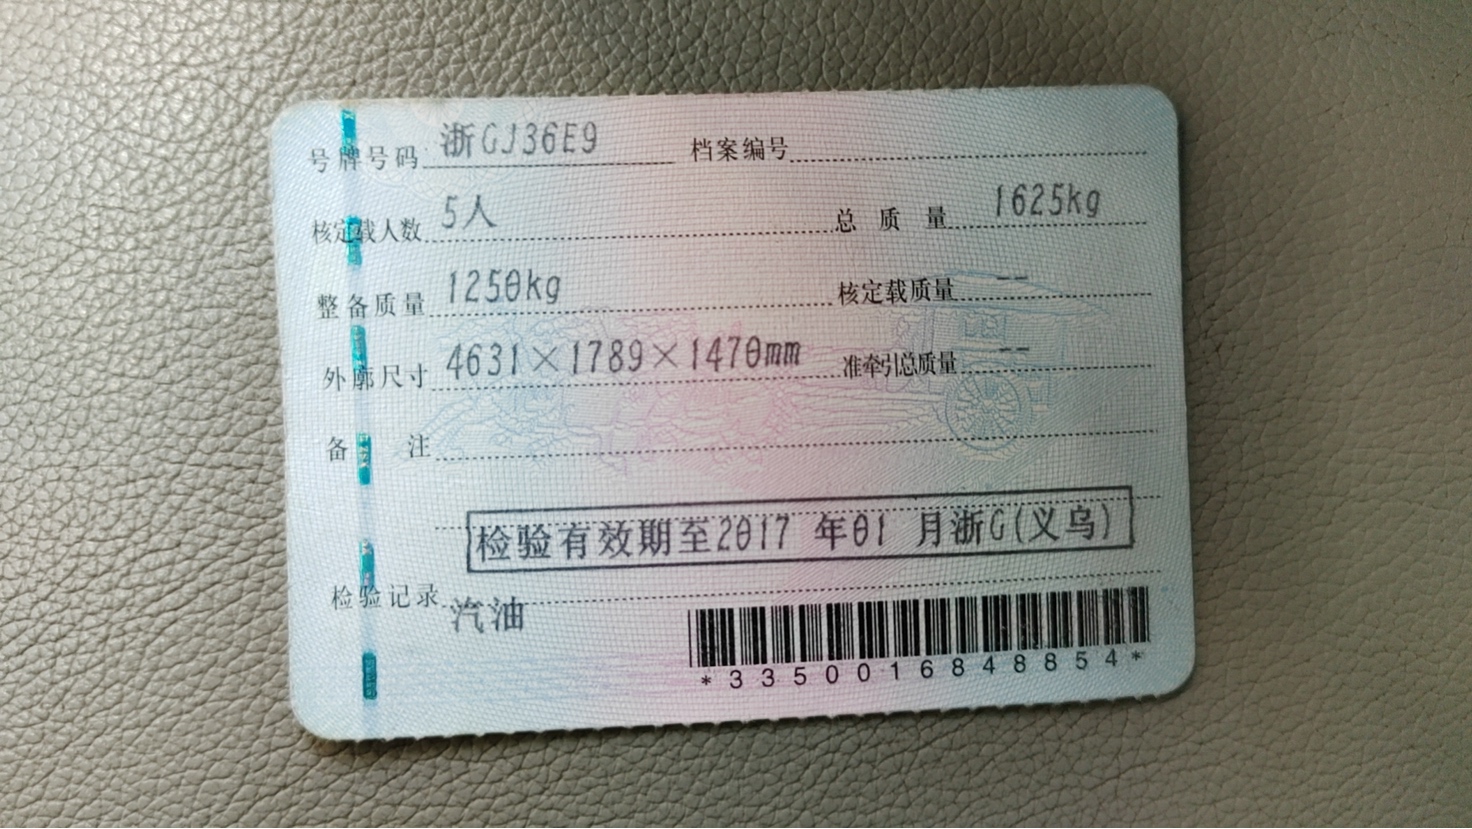 号牌号码 浙GJ36E9 档案编号
核定载人数 5人 总质量 1625kg
整备质量 1250kg 核定载质量 --
外廓尺寸 4631×1789×1470mm 准牵引总质量 --
备注
检验有效期至2017 年01 月浙G(义乌)
检验记录
汽油
*3350016848854*